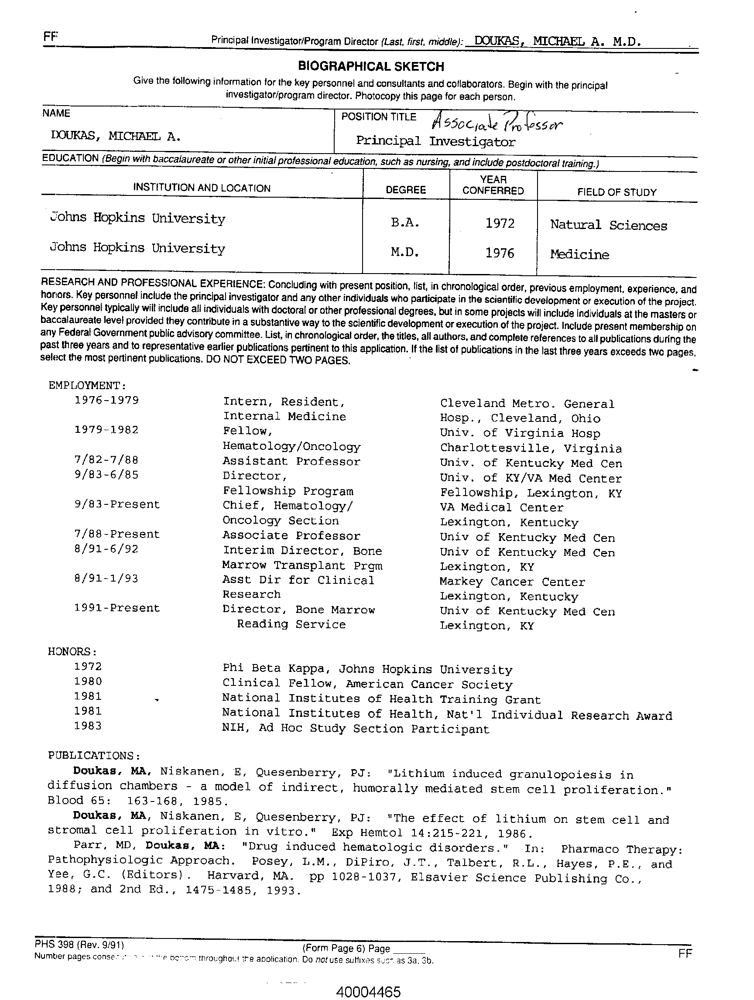 FF
Principal Investigator/Program Director (Last, first, middle): DOUKAS, MICHAEL A. M.D.
BIOGRAPHICAL SKETCH
Give the following information for the key personnel and consultants and collaborators. Begin with the principal
investigator/program director. Photocopy this page for each person.
NAME
DOUKAS, MICHAEL A.
POSITION TITLE Associate Professor
Principal Investigator
EDUCATION (Begin with baccalaureate or other initial professional education, such as nursing, and include postdoctoral training.)
INSTITUTION AND LOCATION DEGREE YEAR CONFERRED FIELD OF STUDY
Johns Hopkins University B.A. 1972 Natural Sciences
Johns Hopkins University M.D. 1976 Medicine
RESEARCH AND PROFESSIONAL EXPERIENCE: Concluding with present position, list, in chronological order, previous employment, experience, and
honors. Key personnel include the principal investigator and any other individuals who participate in the scientific development or execution of the project.
Key personnel typically will include all individuals with doctoral or other professional degrees, but in some projects will include individuals at the masters or
baccalaureate level provided they contribute in a substantive way to the scientific development or execution of the project. Include present membership on
any Federal Government public advisory committee. List, in chronological order, the titles, all authors, and complete references to all publications during the
past three years and to representative earlier publications pertinent to this application. If the list of publications in the last three years exceeds two pages,
select the most pertinent publications. DO NOT EXCEED TWO PAGES.
EMPLOYMENT:
1976-1979 Intern, Resident, Cleveland Metro. General
Internal Medicine Hosp., Cleveland, Ohio
1979-1982 Fellow, Univ. of Virginia Hosp
Hematology/Oncology Charlottesville, Virginia
7/82-7/88 Assistant Professor Univ. of Kentucky Med Cen
9/83-6/85 Director, Univ. of KY/VA Med Center
Fellowship Program Fellowship, Lexington, KY
9/83-Present Chief, Hematology/ VA Medical Center
Oncology Section Lexington, Kentucky
7/88-Present Associate Professor Univ of Kentucky Med Cen
8/91-6/92 Interim Director, Bone Univ of Kentucky Med Cen
Marrow Transplant Prgm Lexington, KY
8/91-1/93 Asst Dir for Clinical Markey Cancer Center
Research Lexington, Kentucky
1991-Present Director, Bone Marrow Univ of Kentucky Med Cen
Reading Service Lexington, KY
HONORS:
1972 Phi Beta Kappa, Johns Hopkins University
1980 Clinical Fellow, American Cancer Society
1981 National Institutes of Health Training Grant
1981 National Institutes of Health, Nat'l Individual Research Award
1983 NIH, Ad Hoc Study Section Participant
PUBLICATIONS:
Doukas, MA, Niskanen, E, Quesenberry, PJ: "Lithium induced granulopoiesis in
diffusion chambers - a model of indirect, humorally mediated stem cell proliferation."
Blood 65: 163-168, 1985.
Doukas, MA, Niskanen, E, Quesenberry, PJ: "The effect of lithium on stem cell and
stromal cell proliferation in vitro." Exp Hemtol 14:215-221, 1986.
Parr, MD, Doukas, MA: "Drug induced hematologic disorders." In: Pharmaco Therapy:
Pathophysiologic Approach. Posey, L.M., DiPiro, J.T., Talbert, R.L., Hayes, P.E., and
Yee, G.C. (Editors). Harvard, MA. pp 1028-1037, Elsavier Science Publishing Co.,
1988; and 2nd Ed., 1475-1485, 1993.
PHS 398 (Rev. 9/91) (Form Page 6) Page
Number pages throughout the application. Do not use suffixes such as 3a, 3b.
FF
40004465